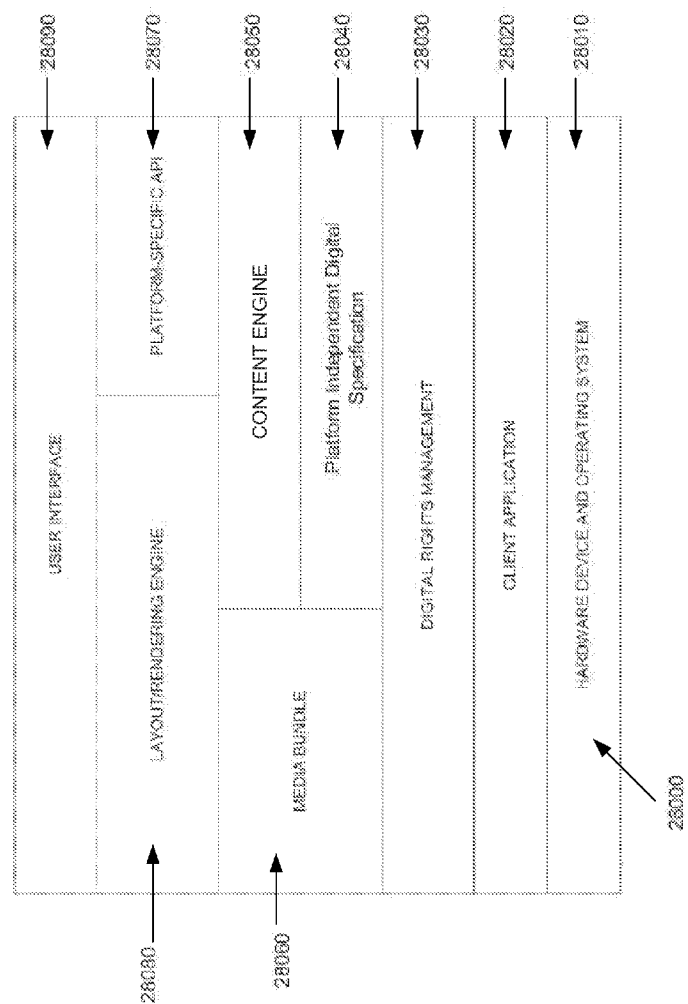 28090
28070
28050
28040
28030
28020
28010
USER INTERFACE
LAYOUT/RENDERING ENGINE
PLATFORM-SPECIFIC API
MEDIA BUNDLE
CONTENT ENGINE
Platform Independent Digital
Specification
DIGITAL RIGHTS MANAGEMENT
CLIENT APPLICATION
HARDWARE DEVICE AND OPERATING SYSTEM
28080
28060
28000